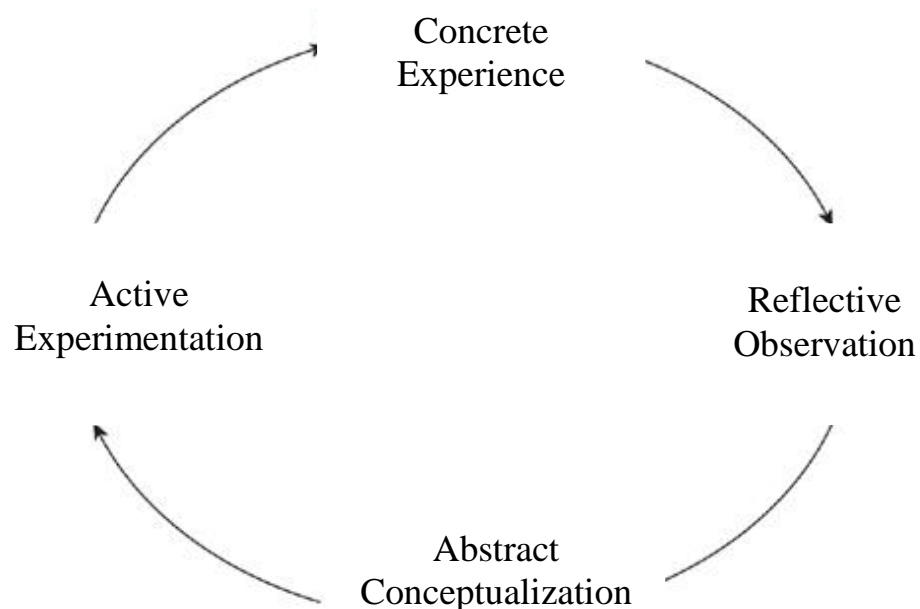 Concrete
Experience
Active
Experimentation
Reflective
Observation
Abstract
Conceptualization